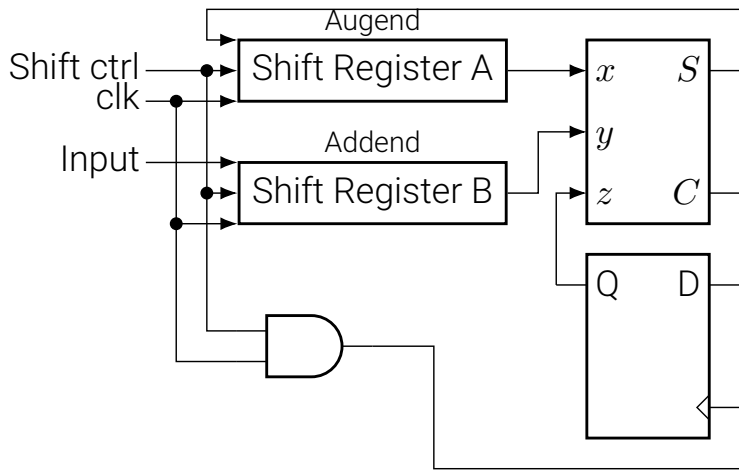 Augend
Shift ctrl
Shift Register A
x
S
clk
Addend
y
Input
Shift Register B
z
C
Q
D